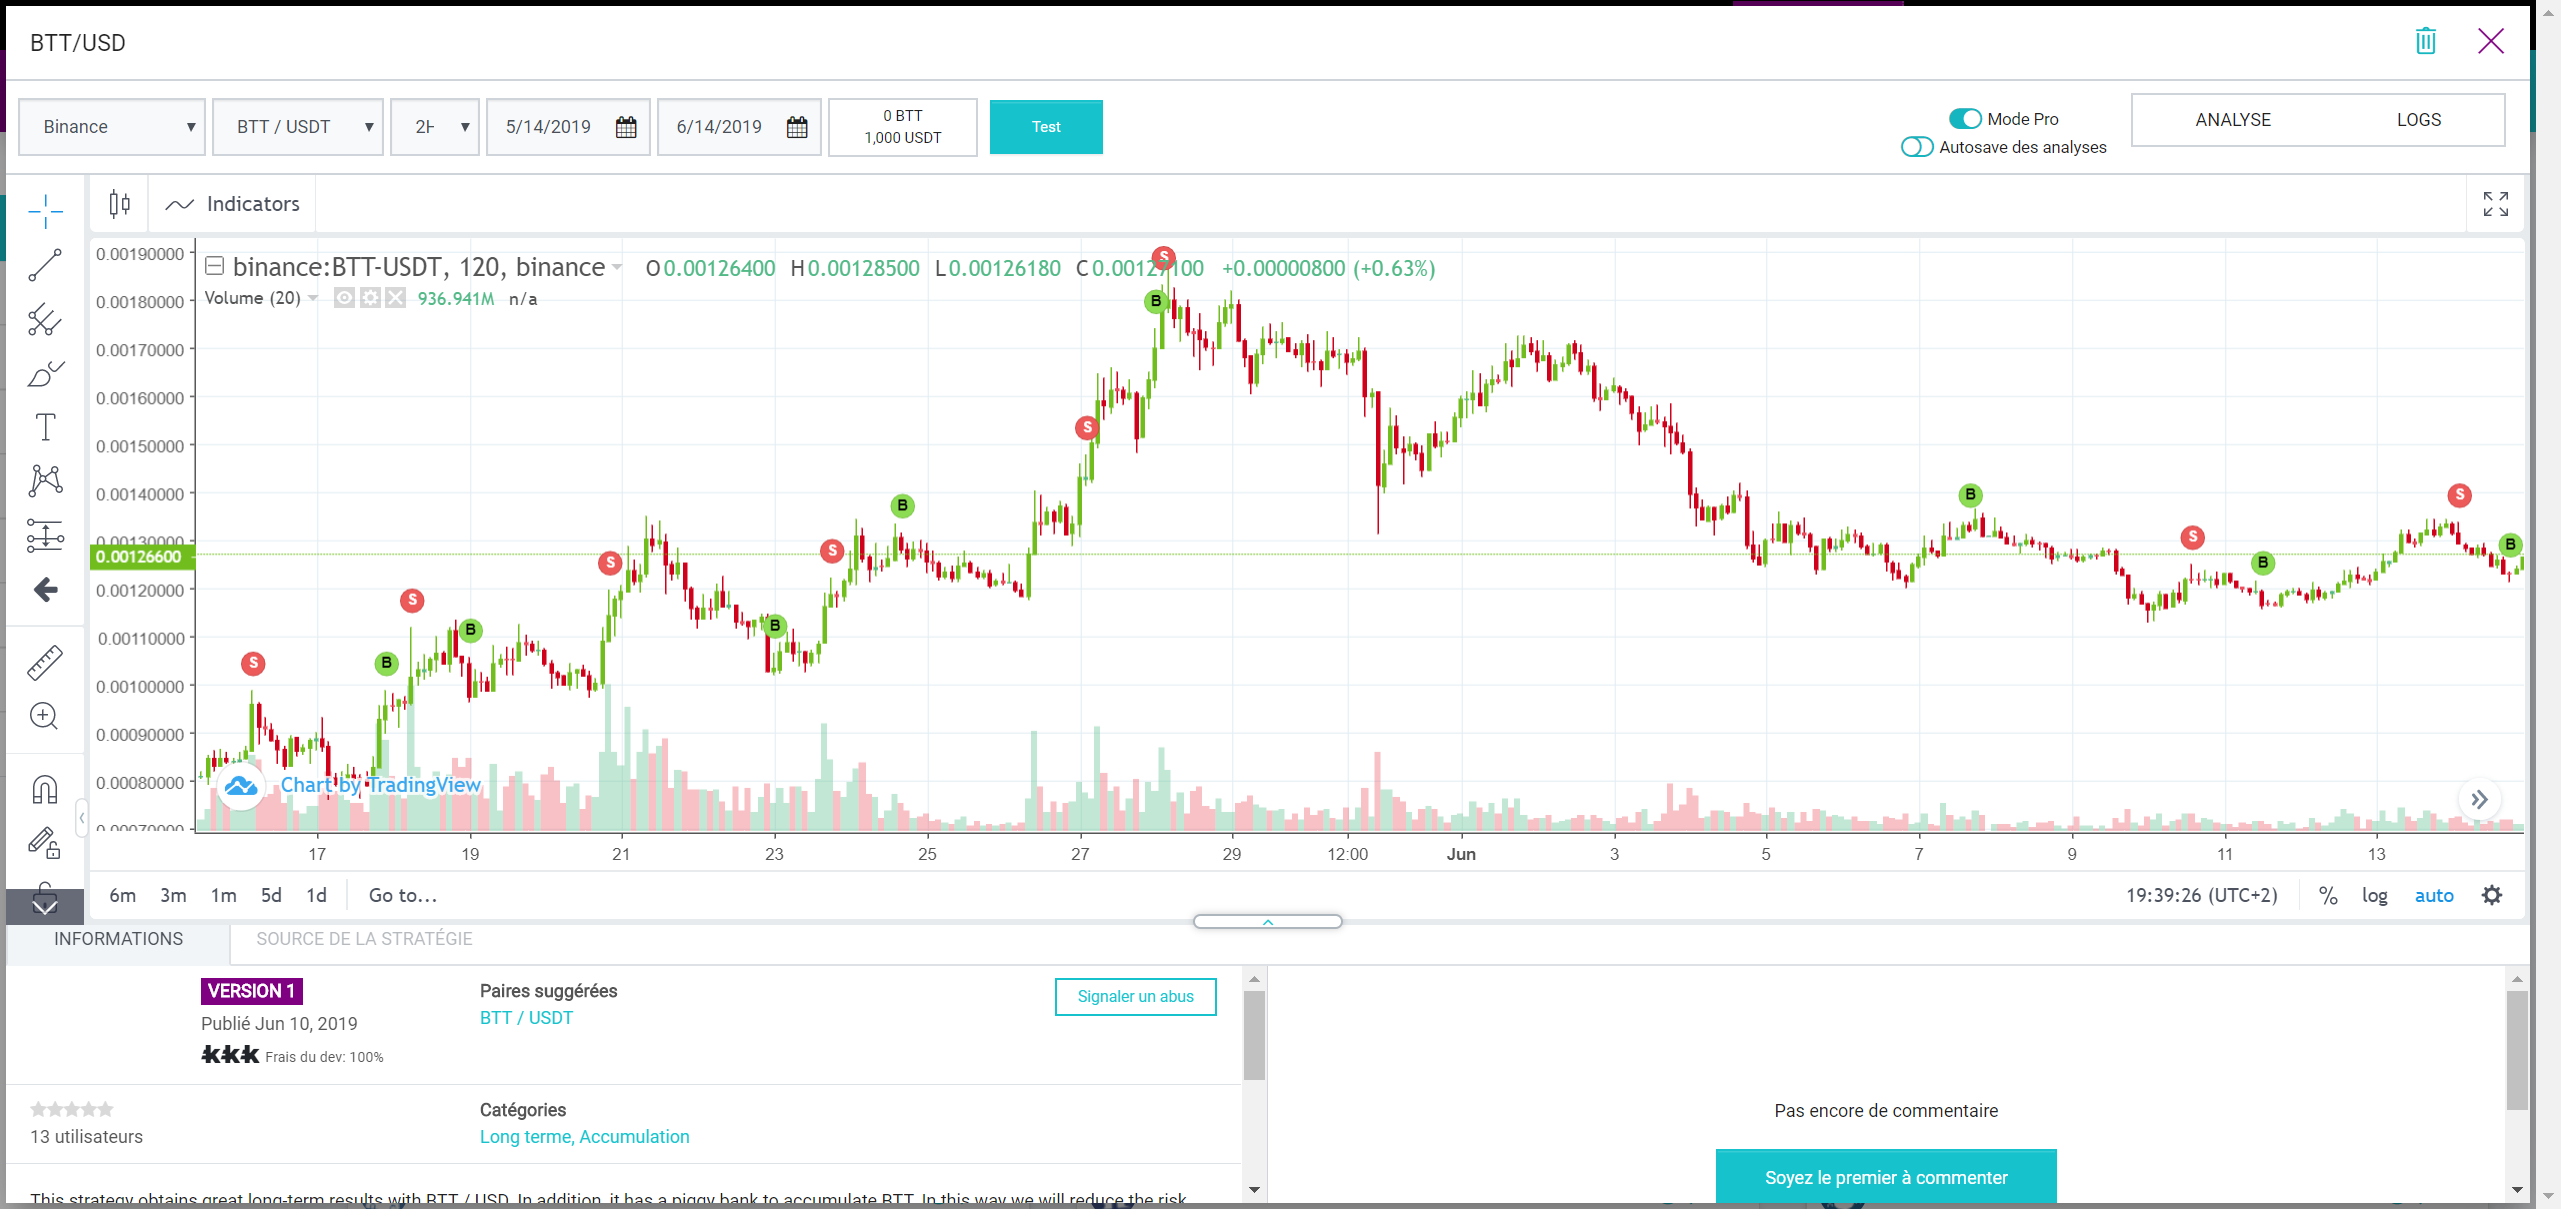 BTT/USD
Binance
BTT / USDT
2H
5/14/2019
6/14/2019
0 BTT
1,000 USDT
Test
Mode Pro
Autosave des analyses
ANALYSE
LOGS
Indicators
binance:BTT-USDT, 120, binance O0.00126400 H0.00128500 L0.00126180 C0.00127100 +0.00000800 (+0.63%)
Volume (20) 936.941M n/a
0.00190000
0.00180000
0.00170000
0.00160000
0.00150000
0.00140000
0.00130000
0.00126600
0.00120000
0.00110000
0.00100000
0.00090000
0.00080000
0.00070000
S
B
S
B
S
B
S
B
S
B
S
B
S
B
S
B
Chart by TradingView
17 19 21 23 25 27 29 12:00 Jun 3 5 7 9 11 13
6m 3m 1m 5d 1d Go to...
19:39:26 (UTC+2) % log auto
INFORMATIONS
SOURCE DE LA STRATÉGIE
VERSION 1
Publié Jun 10, 2019
Frais du dev: 100%
Paires suggérées
BTT / USDT
Signaler un abus
13 utilisateurs
Catégories
Long terme, Accumulation
This strategy obtains great long-term results with BTT / USD. In addition, it has a piggy bank to accumulate BTT. In this way we will reduce the risk
Pas encore de commentaire
Soyez le premier à commenter